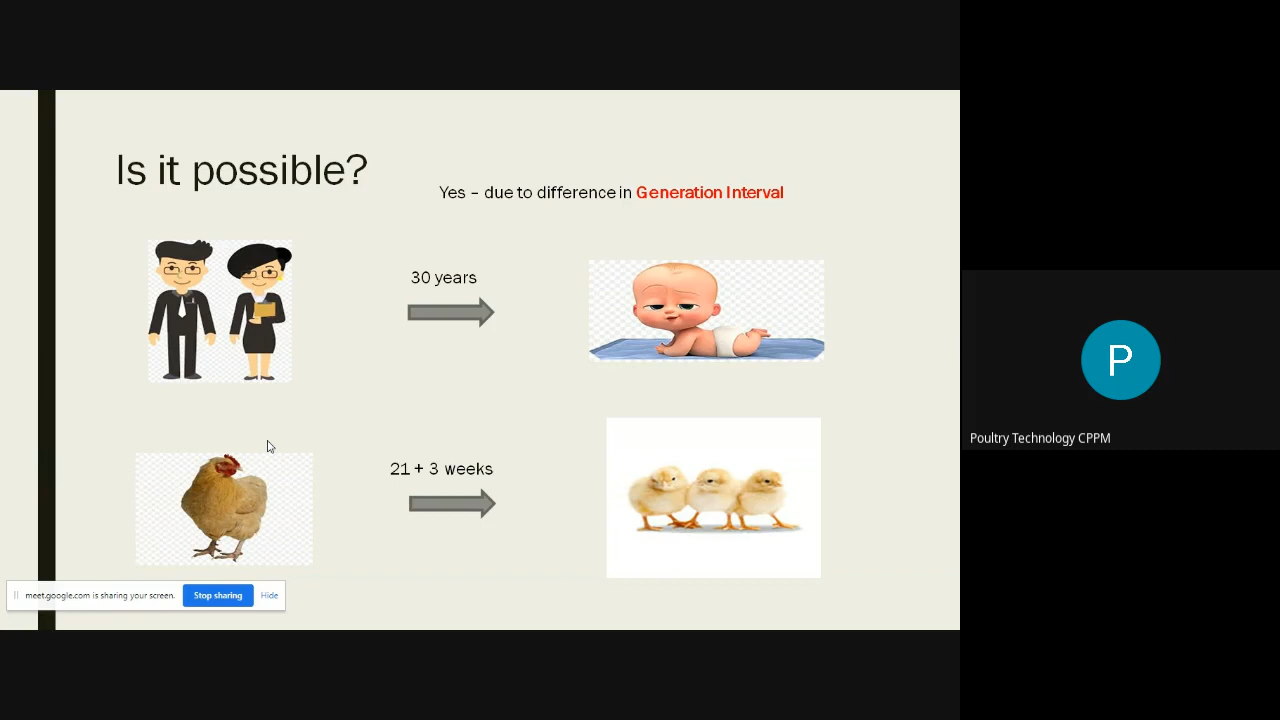 Is it possible?
Yes – due to difference in Generation Interval
30 years
21 + 3 weeks
meet.google.com is sharing your screen.
Stop sharing
Hide
P
Poultry Technology CPPM